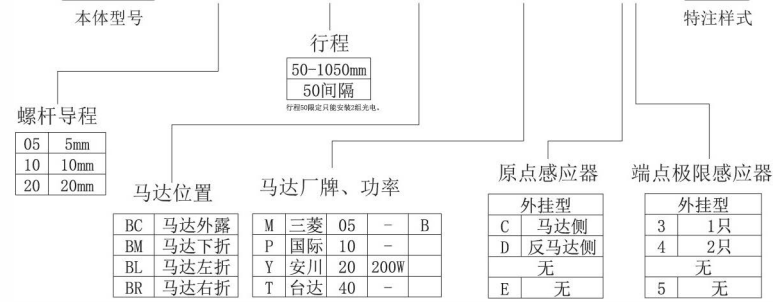 本体型号
特注样式
行程
50-1050mm
50间隔
行程50限定只能安装2组光电。
螺杆导程
05 5mm
10 10mm
20 20mm
马达位置
BC 马达外露
BM 马达下折
BL 马达左折
BR 马达右折
马达厂牌、功率
M 三菱 05 - B
P 国际 10 -
Y 安川 20 200W
T 台达 40 -
原点感应器
外挂型
C 马达侧
D 反马达侧
无
E 无
端点极限感应器
外挂型
3 1只
4 2只
无
5 无